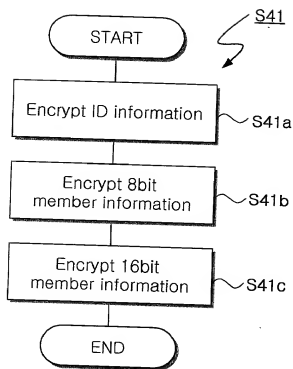 START
S41
Encrypt ID information
S41a
Encrypt 8bit
member information
S41b
Encrypt 16bit
member information
S41c
END